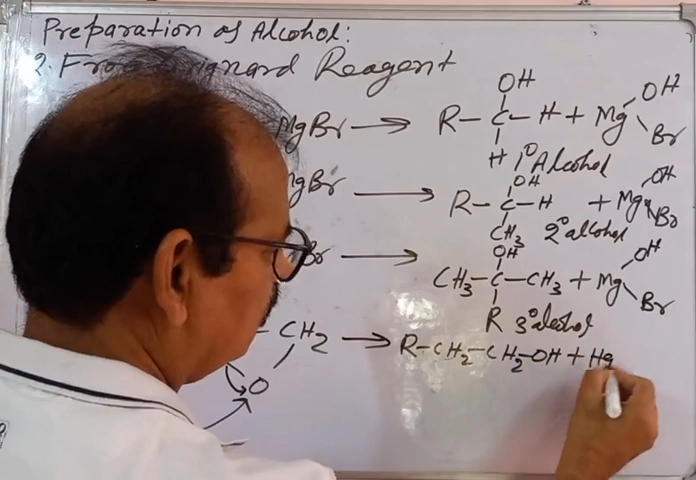 Preparation of Alcohol:
2. From Grignard Reagent
OH
MgBr → R-C-H + Mg OH
H 1° Alcohol Br
OH
MgBr → R-C-H + Mg OH
CH3 2° alcohol Br
OH
Br → CH3-C-CH3 + Mg OH
R 3° alcohol Br
CH2 → R-CH2-CH2-OH + Hg
O